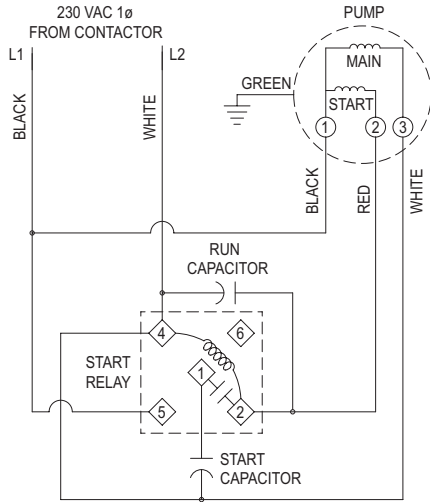 230 VAC 1ø
FROM CONTACTOR
L1
L2
PUMP
MAIN
GREEN
START
1
2
3
BLACK
WHITE
BLACK
RED
WHITE
RUN
CAPACITOR
4
6
START
RELAY
1
5
2
START
CAPACITOR